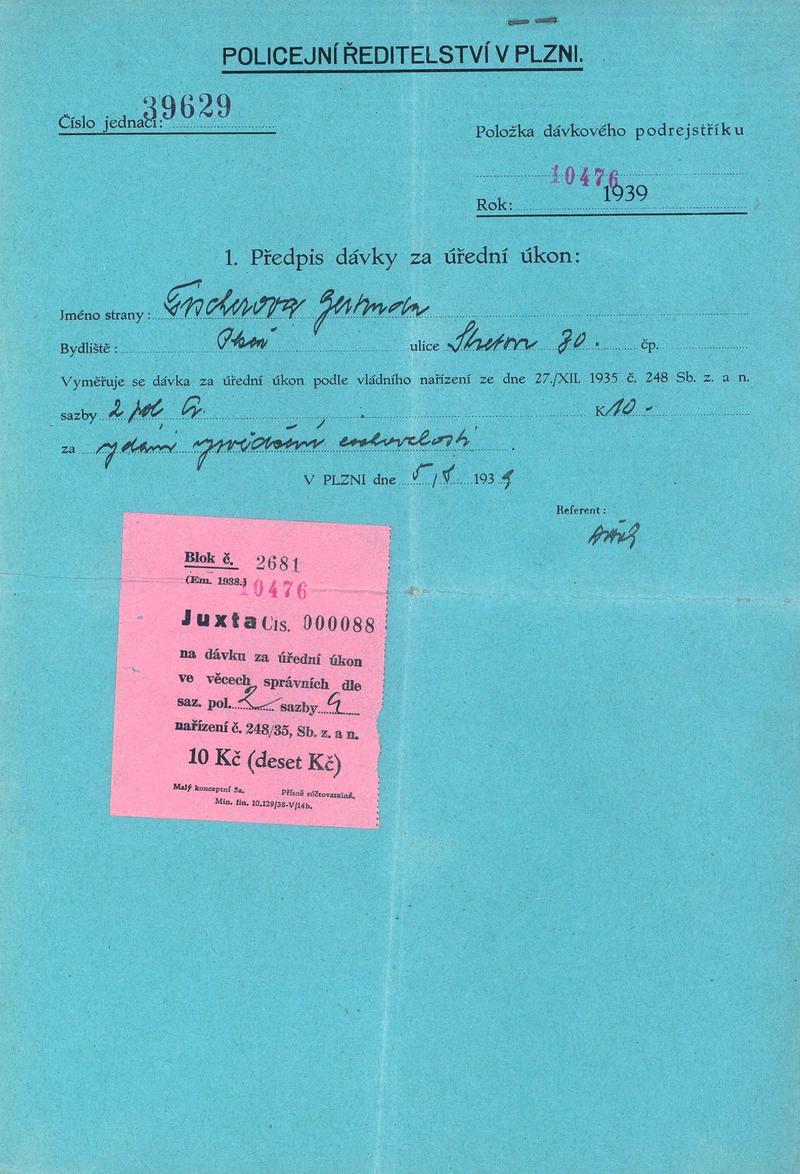 POLICEJNÍ ŘEDITELSTVÍ V PLZNI.
Číslo jednací: 39629
Položka dávkového podrejstříku
10476
Rok: 1939
1. Předpis dávky za úřední úkon:
Jméno strany: Fischerová Gertruda
Bydliště: Plzeň ulice 30. čp.
Vyměřuje se dávka za úřední úkon podle vládního nařízení ze dne 27./XII. 1935 č. 248 Sb. z. a n.
sazby 2 pol K 10 -
za vydání vysvědčení zachovalosti.
V PLZNI dne 5/8 1939
Referent:
Blok č. 2681
(Em. 1938.) 10476
Juxta Čís. 000088
na dávku za úřední úkon
ve věcech správních dle
saz. pol. 2 sazby
nařízení č. 248/35, Sb. z. a n.
10 Kč (deset Kč)
Malý konceptní 5a. Přísně súčtovatelné.
Min. fin. 10.129/38-V/14b.